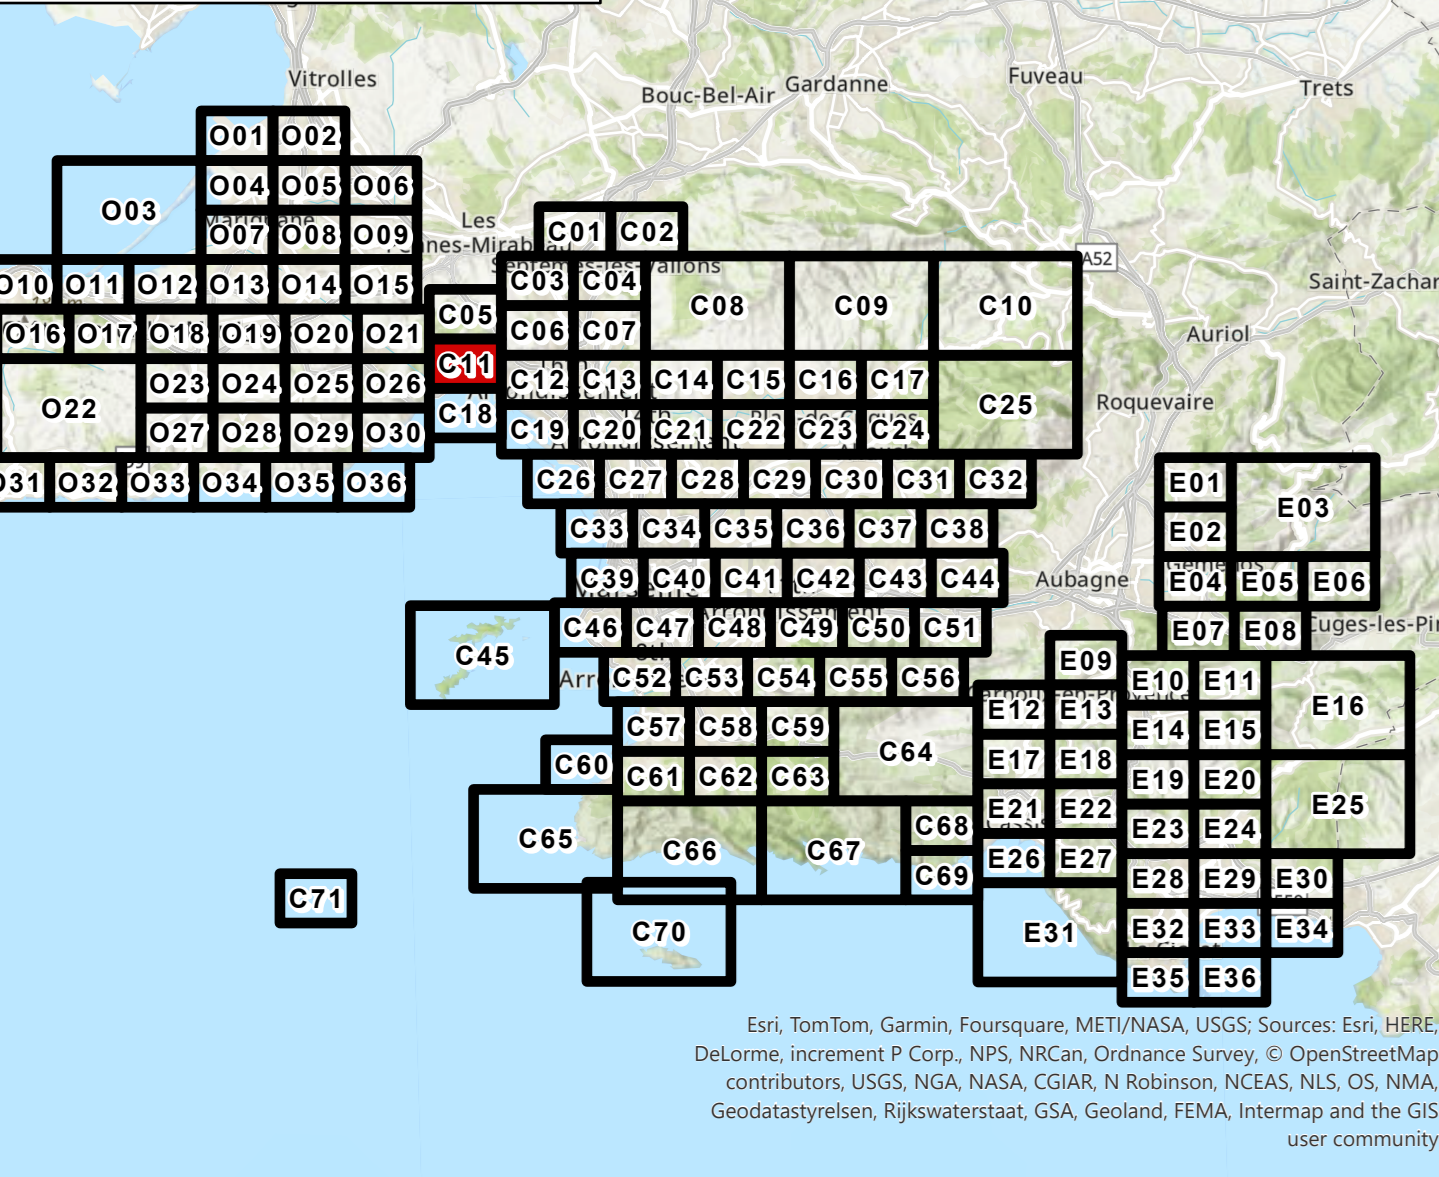 Vitrolles
Bouc-Bel-Air
Gardanne
Fuveau
Trets
O01 O02
O04 O05 O06
O03
Marignane
O07 O08 O09
Les
C01 C02
Septèmes-les-Vallons
A52
O10 O11 O12 O13 O14 O15
C03 C04
C08 C09 C10
Saint-Zachar
C05
O16 O17 O18 O19 O20 O21
C06 C07
Auriol
C11
O22
O23 O24 O25 O26
C12 C13 C14 C15 C16 C17
C25
Roquevaire
C18
O27 O28 O29 O30
C19 C20 C21 C22 C23 C24
O31 O32 O33 O34 O35 O36
C26 C27 C28 C29 C30 C31 C32
E01
E03
C33 C34 C35 C36 C37 C38
E02
C39 C40 C41 C42 C43 C44
Aubagne
Gémenos
E04 E05 E06
C46 C47 C48 C49 C50 C51
E07 E08
Cuges-les-Pi
C45
E09
C52 C53 C54 C55 C56
E10 E11
E16
C57 C58 C59
E12 E13
E14 E15
C64
C60
C61 C62 C63
E17 E18
E19 E20
E25
C65
C66 C67
C68
E21 E22
E23 E24
C69
E26 E27
E28 E29 E30
C71
C70
E31
E32 E33 E34
E35 E36
Esri, TomTom, Garmin, Foursquare, METI/NASA, USGS; Sources: Esri, HERE,
DeLorme, increment P Corp., NPS, NRCan, Ordnance Survey, © OpenStreetMap
contributors, USGS, NGA, NASA, CGIAR, N Robinson, NCEAS, NLS, OS, NMA,
Geodatastyrelsen, Rijkswaterstaat, GSA, Geoland, FEMA, Intermap and the GIS
user community